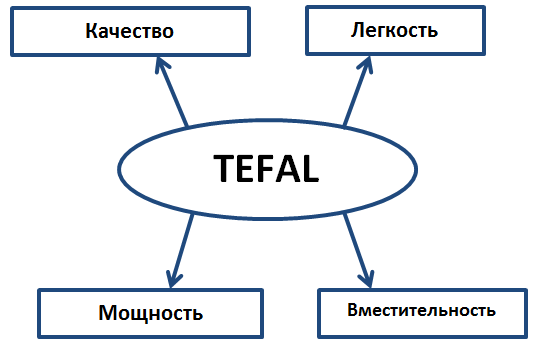 Качество
Легкость
TEFAL
Мощность
Вместительность